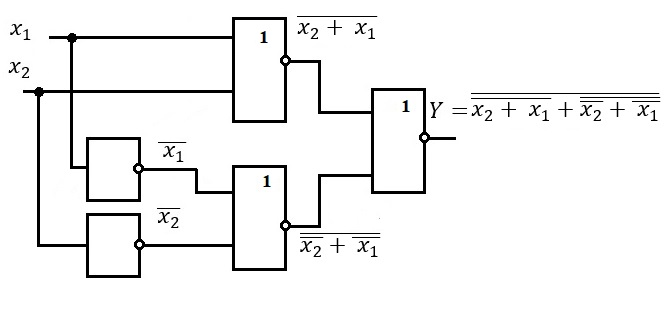 x₁
x₂
1
$\overline{x_2 + x_1}$
1
$Y = \overline{\overline{x_2 + x_1} + \overline{\overline{x_2} + \overline{x_1}}}$
$\overline{x_1}$
1
$\overline{x_2}$
$\overline{\overline{x_2} + \overline{x_1}}$